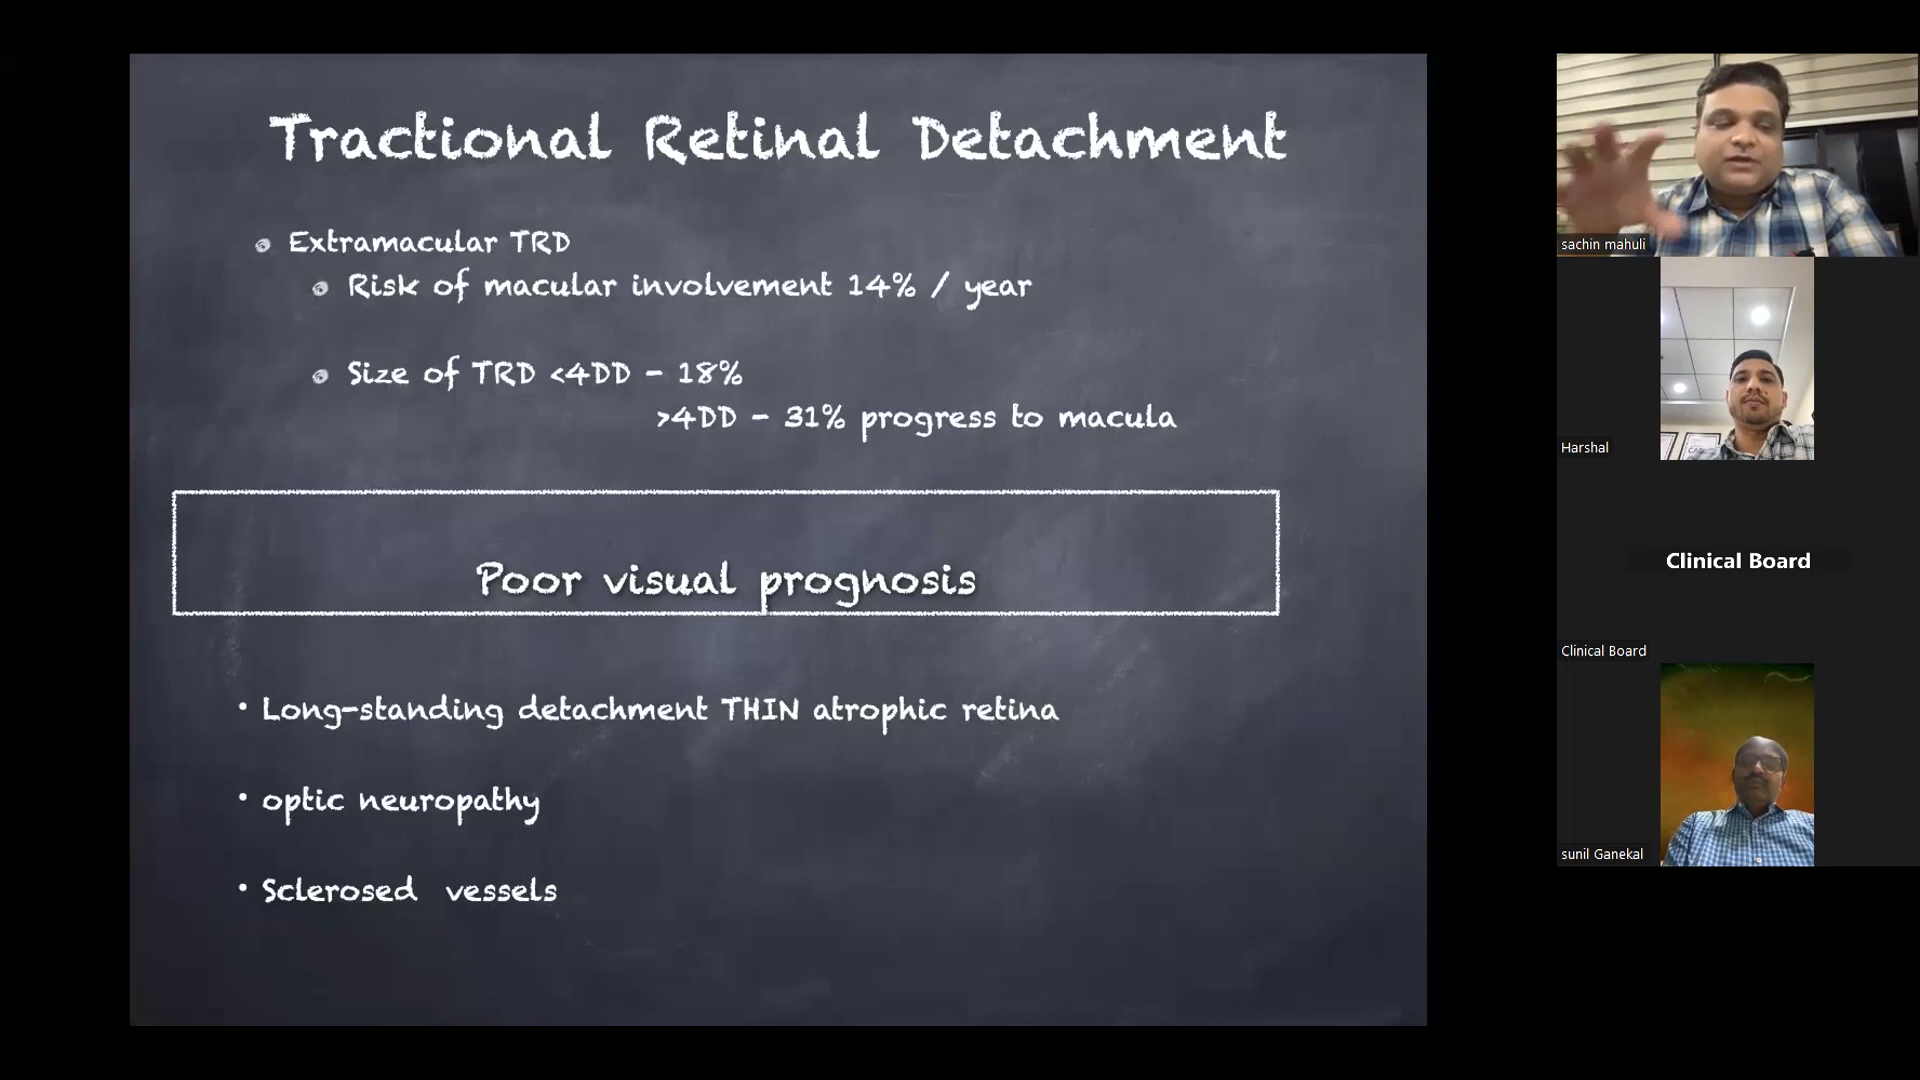 Tractional Retinal Detachment
Extramacular TRD
Risk of macular involvement 14% / year
Size of TRD <4DD - 18%
>4DD - 31% progress to macula
Poor visual prognosis
• Long-standing detachment THIN atrophic retina
• optic neuropathy
• Sclerosed vessels
sachin mahuli
Harshal
Clinical Board
Clinical Board
sunil Ganekal